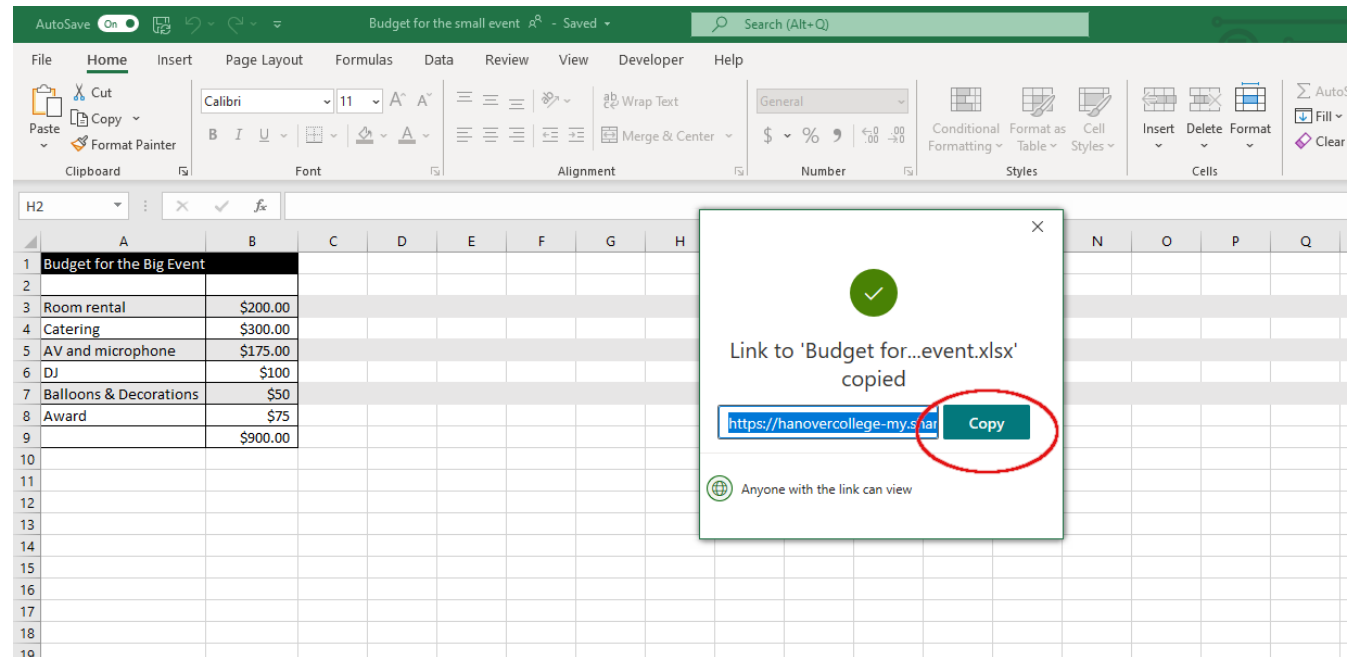 AutoSave On Budget for the small event - Saved Search (Alt+Q)
File Home Insert Page Layout Formulas Data Review View Developer Help
Paste
Cut
Copy
Format Painter
Clipboard
Calibri 11 A^ A˅
B I U A
Font
ab Wrap Text
Merge & Center
Alignment
General
$ % 9 .00 .00
Number
Conditional Formatting
Format as Table
Cell Styles
Styles
Insert Delete Format
Cells
Fill
Clear
H2 fx
A B C D E F G H N O P Q
1 Budget for the Big Event
2
3 Room rental $200.00
4 Catering $300.00
5 AV and microphone $175.00
6 DJ $100
7 Balloons & Decorations $50
8 Award $75
9 $900.00
10
11
12
13
14
15
16
17
18
19
Link to 'Budget for...event.xlsx'
copied
https://hanovercollege-my.shar Copy
Anyone with the link can view